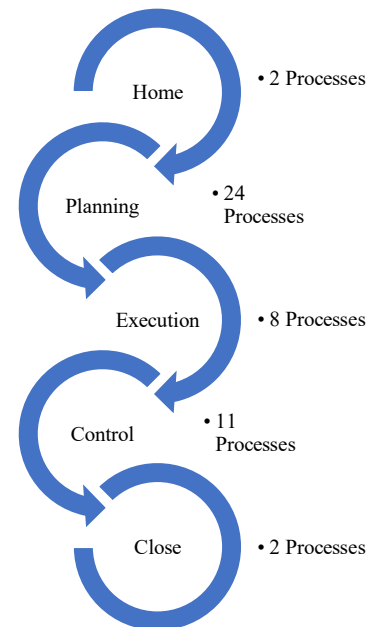 Home
• 2 Processes
Planning
• 24
Processes
Execution
• 8 Processes
Control
• 11
Processes
Close
• 2 Processes